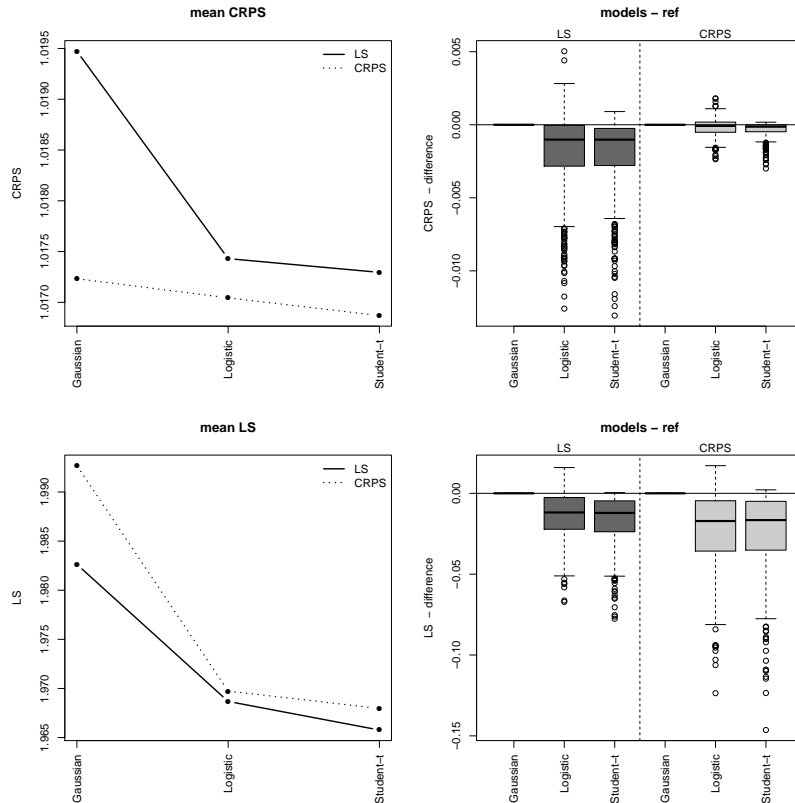 mean CRPS
LS
CRPS
CRPS
1.0195
1.0190
1.0185
1.0180
1.0175
1.0170
Gaussian
Logistic
Student−t
models − ref
LS
CRPS
CRPS − difference
0.005
0.000
−0.005
−0.010
Gaussian
Logistic
Student−t
Gaussian
Logistic
Student−t
mean LS
LS
CRPS
LS
1.990
1.985
1.980
1.975
1.970
1.965
Gaussian
Logistic
Student−t
models − ref
LS
CRPS
LS − difference
0.00
−0.05
−0.10
−0.15
Gaussian
Logistic
Student−t
Gaussian
Logistic
Student−t